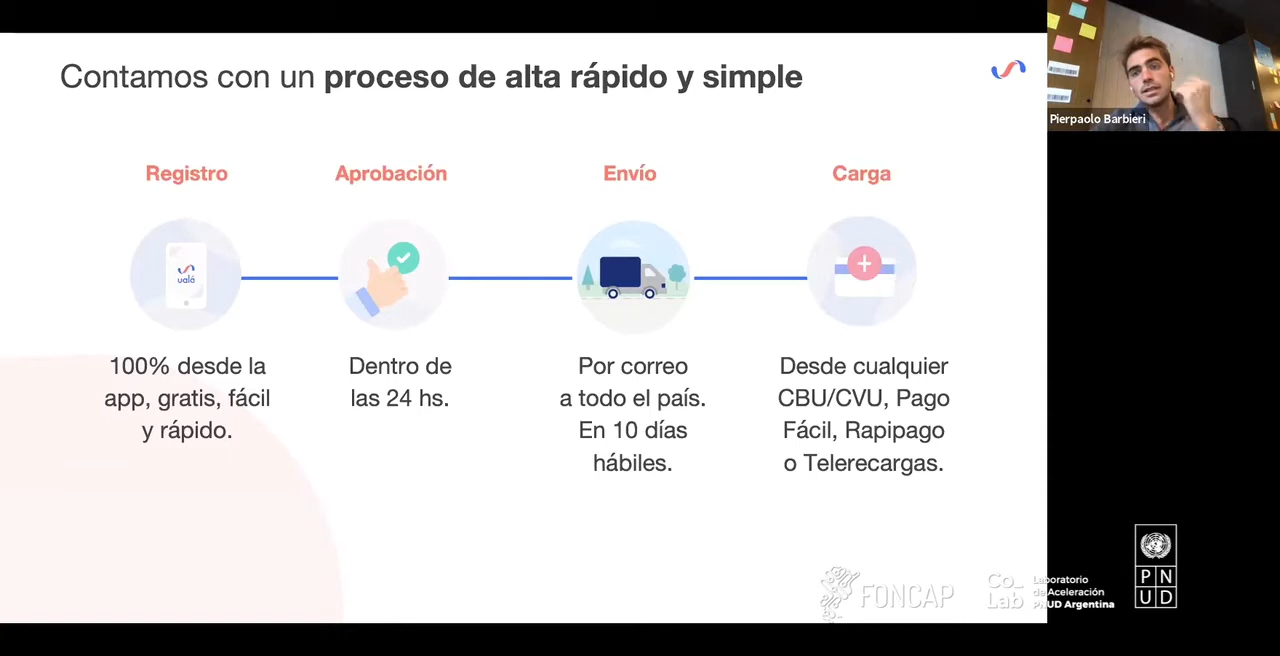 Contamos con un proceso de alta rápido y simple
Pierpaolo Barbieri
Registro
Aprobación
Envío
Carga
ualá
100% desde la
app, gratis, fácil
y rápido.
Dentro de
las 24 hs.
Por correo
a todo el país.
En 10 días
hábiles.
Desde cualquier
CBU/CVU, Pago
Fácil, Rapipago
o Telerecargas.
FONCAP
Co_
Lab
Laboratorio
de Aceleración
PNUD Argentina
P N
U D